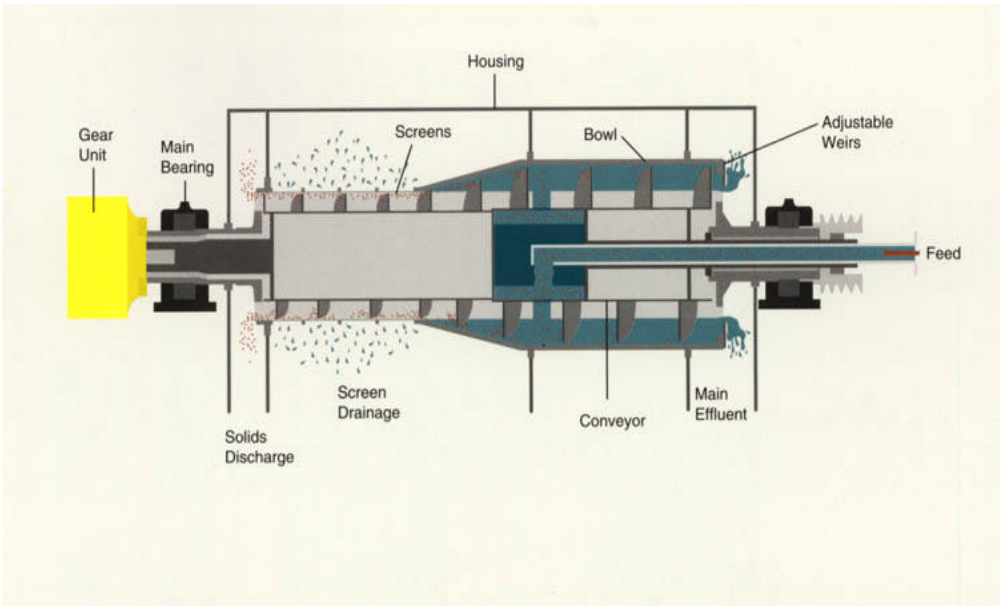 Housing
Gear
Unit
Main
Bearing
Screens
Bowl
Adjustable
Weirs
Feed
Screen
Drainage
Conveyor
Main
Effluent
Solids
Discharge